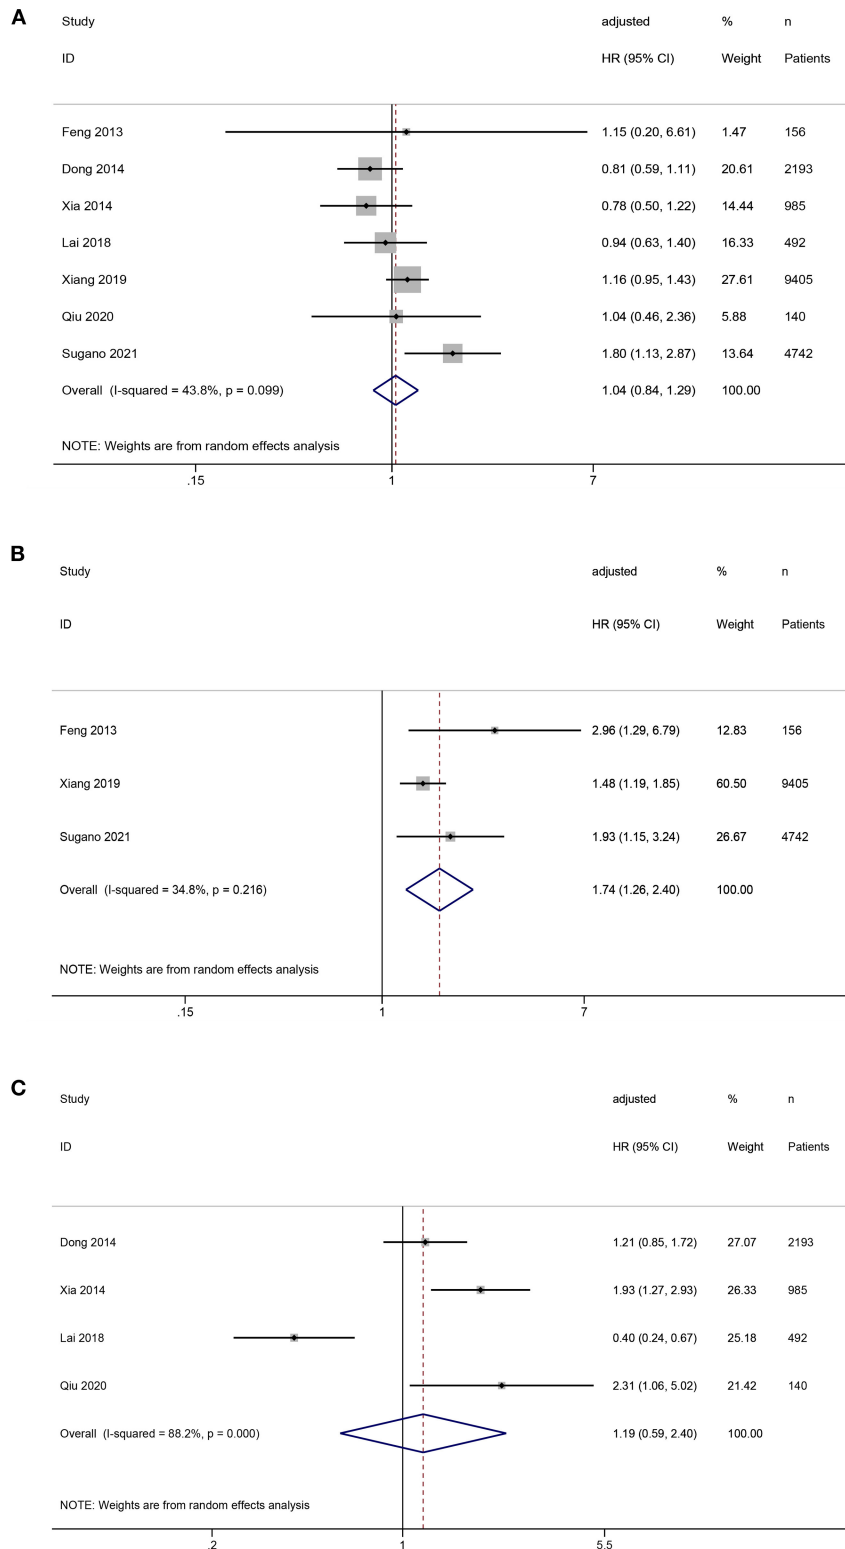 A
Study adjusted % n
ID HR (95% CI) Weight Patients
Feng 2013 1.15 (0.20, 6.61) 1.47 156
Dong 2014 0.81 (0.59, 1.11) 20.61 2193
Xia 2014 0.78 (0.50, 1.22) 14.44 985
Lai 2018 0.94 (0.63, 1.40) 16.33 492
Xiang 2019 1.16 (0.95, 1.43) 27.61 9405
Qiu 2020 1.04 (0.46, 2.36) 5.88 140
Sugano 2021 1.80 (1.13, 2.87) 13.64 4742
Overall (I-squared = 43.8%, p = 0.099) 1.04 (0.84, 1.29) 100.00
NOTE: Weights are from random effects analysis
.15 1 7
B
Study adjusted % n
ID HR (95% CI) Weight Patients
Feng 2013 2.96 (1.29, 6.79) 12.83 156
Xiang 2019 1.48 (1.19, 1.85) 60.50 9405
Sugano 2021 1.93 (1.15, 3.24) 26.67 4742
Overall (I-squared = 34.8%, p = 0.216) 1.74 (1.26, 2.40) 100.00
NOTE: Weights are from random effects analysis
.15 1 7
C
Study adjusted % n
ID HR (95% CI) Weight Patients
Dong 2014 1.21 (0.85, 1.72) 27.07 2193
Xia 2014 1.93 (1.27, 2.93) 26.33 985
Lai 2018 0.40 (0.24, 0.67) 25.18 492
Qiu 2020 2.31 (1.06, 5.02) 21.42 140
Overall (I-squared = 88.2%, p = 0.000) 1.19 (0.59, 2.40) 100.00
NOTE: Weights are from random effects analysis
.2 1 5.5